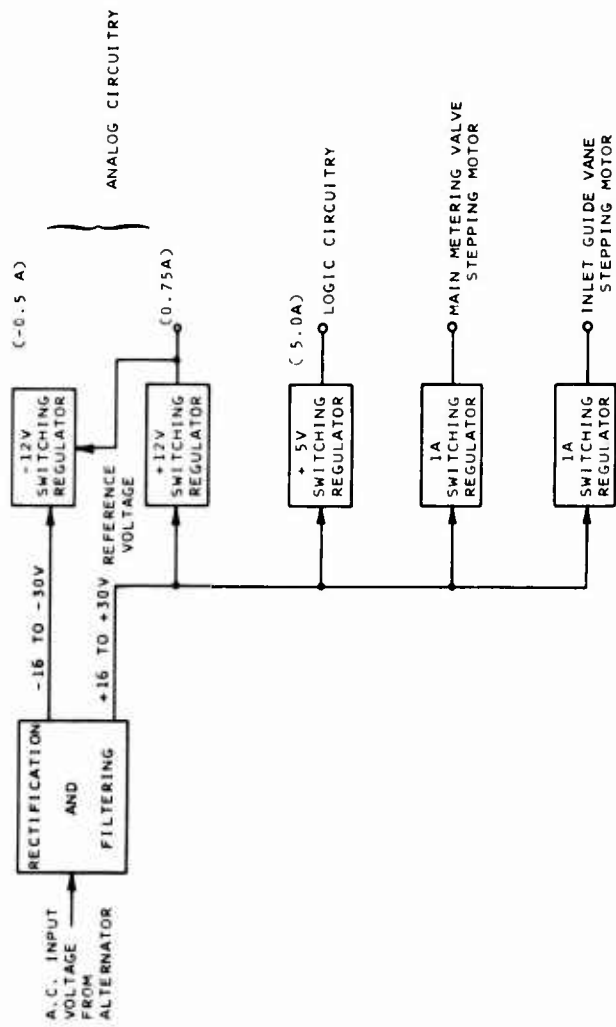 A.C. INPUT
VOLTAGE
FROM
ALTERNATOR
RECTIFICATION
AND
FILTERING
-16 TO -30V
+16 TO +30V
REFERENCE
VOLTAGE
-12V
SWITCHING
REGULATOR
(-0.5 A)
+12V
SWITCHING
REGULATOR
(0.75A)
ANALOG CIRCUITRY
+ 5V
SWITCHING
REGULATOR
(5.0A)
LOGIC CIRCUITRY
1A
SWITCHING
REGULATOR
MAIN METERING VALVE
STEPPING MOTOR
1A
SWITCHING
REGULATOR
INLET GUIDE VANE
STEPPING MOTOR